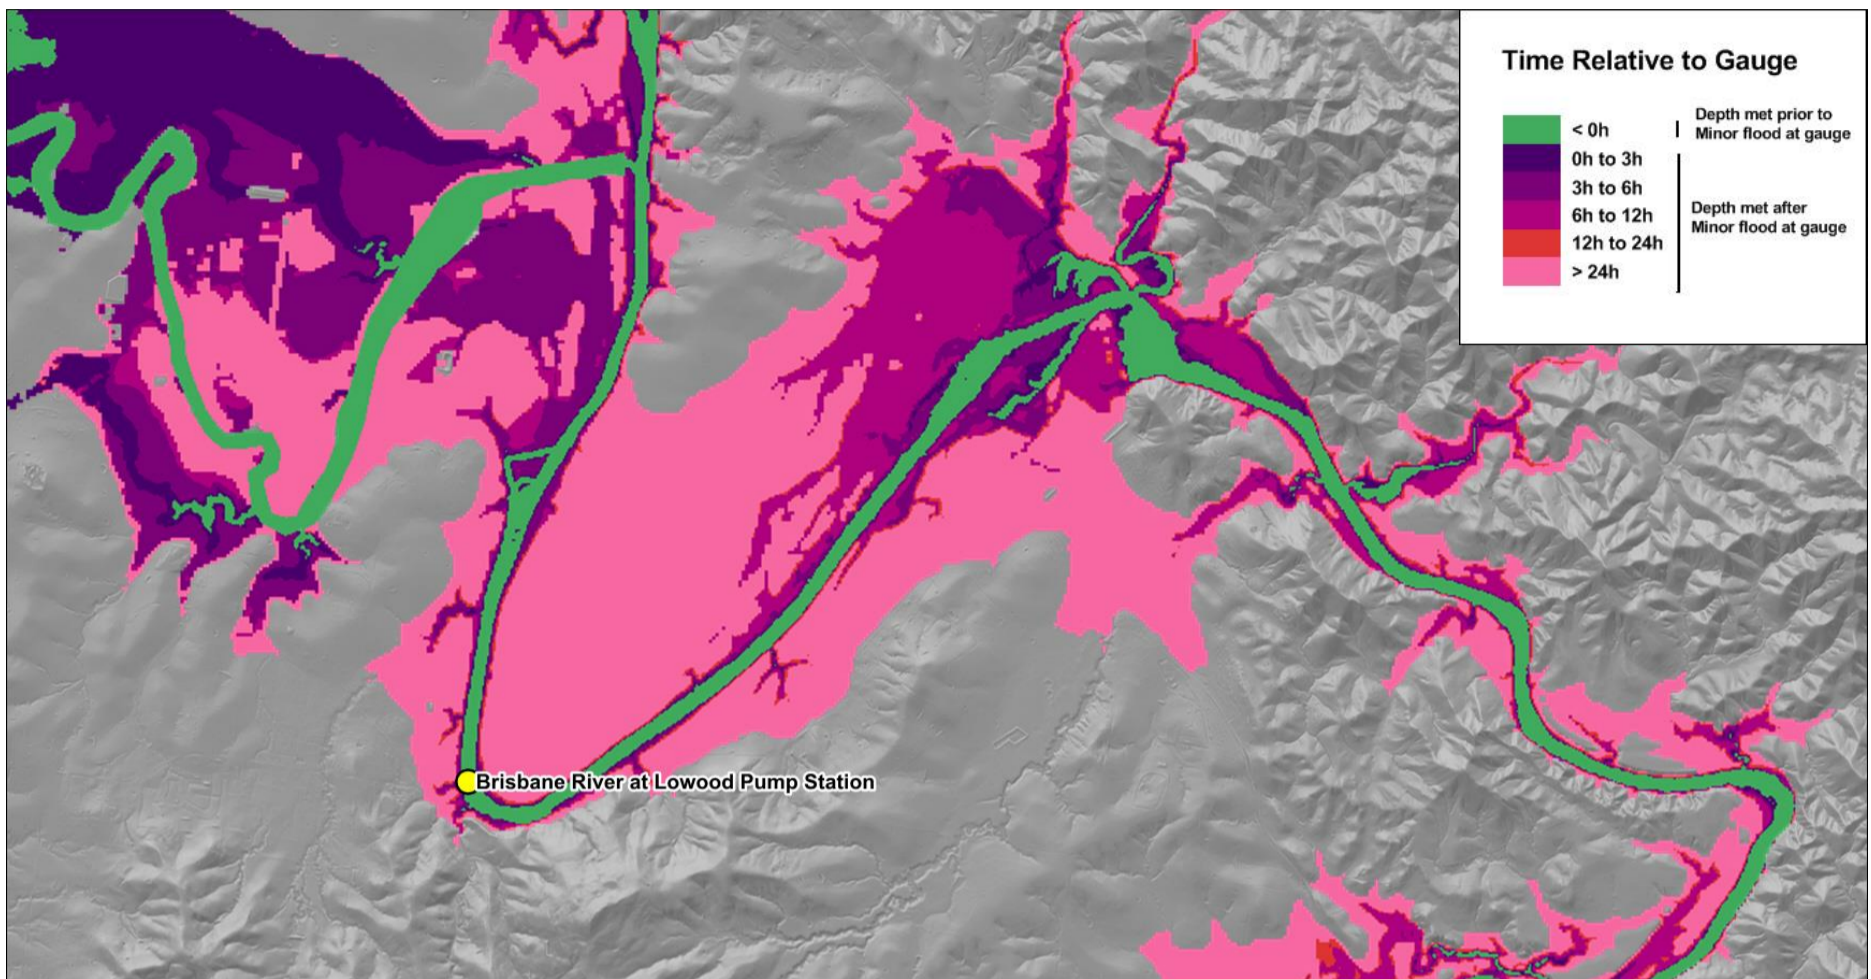 Time Relative to Gauge
< 0h
Depth met prior to
Minor flood at gauge
0h to 3h
3h to 6h
6h to 12h
12h to 24h
> 24h
Depth met after
Minor flood at gauge
Brisbane River at Lowood Pump Station